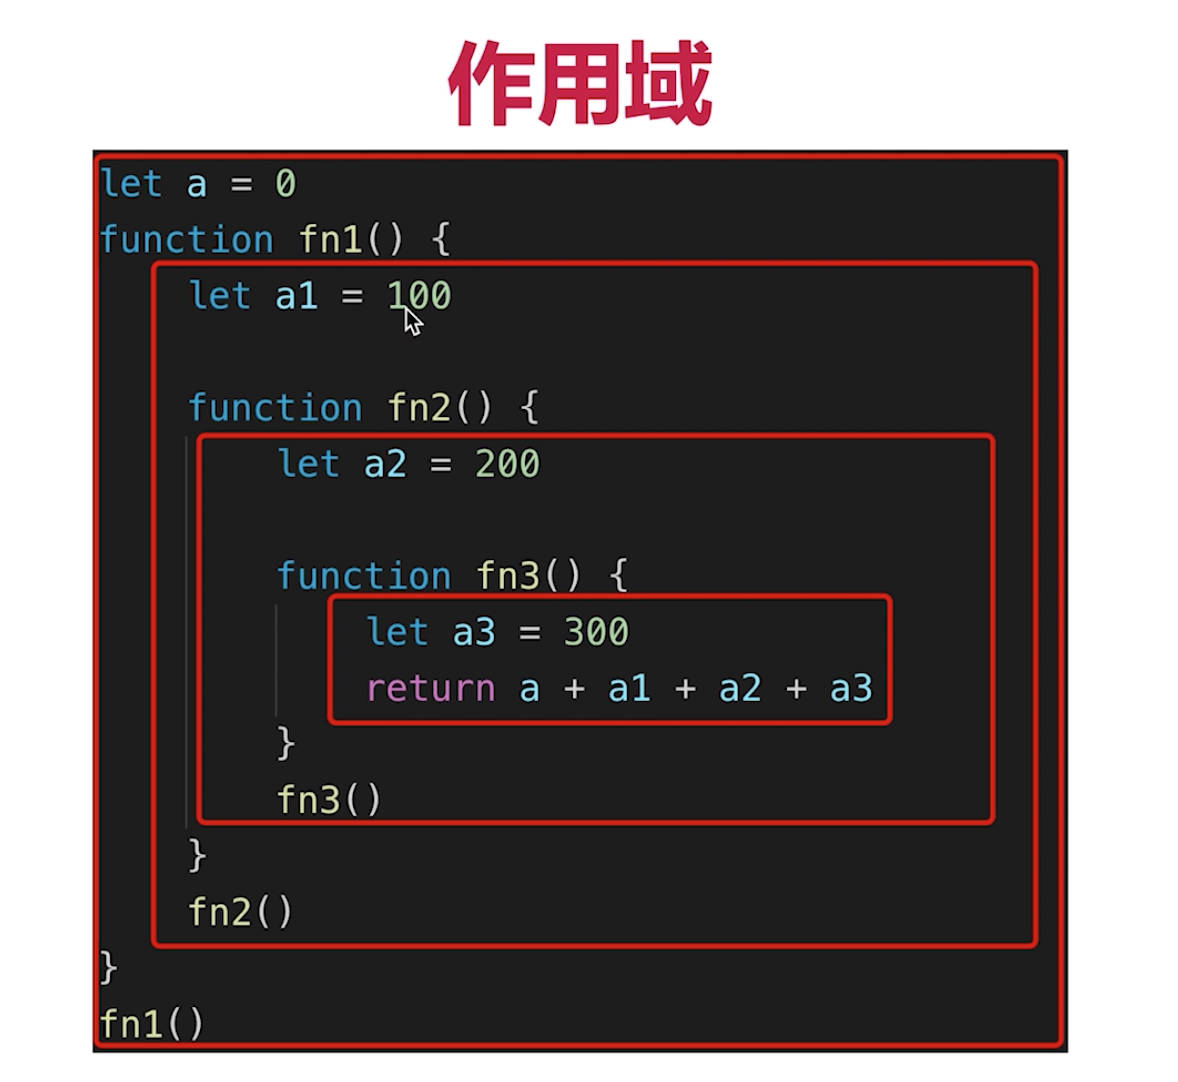 作用域
let a = 0
function fn1() {
    let a1 = 100

    function fn2() {
        let a2 = 200

        function fn3() {
            let a3 = 300
            return a + a1 + a2 + a3
        }
        fn3()
    }
    fn2()
}
fn1()